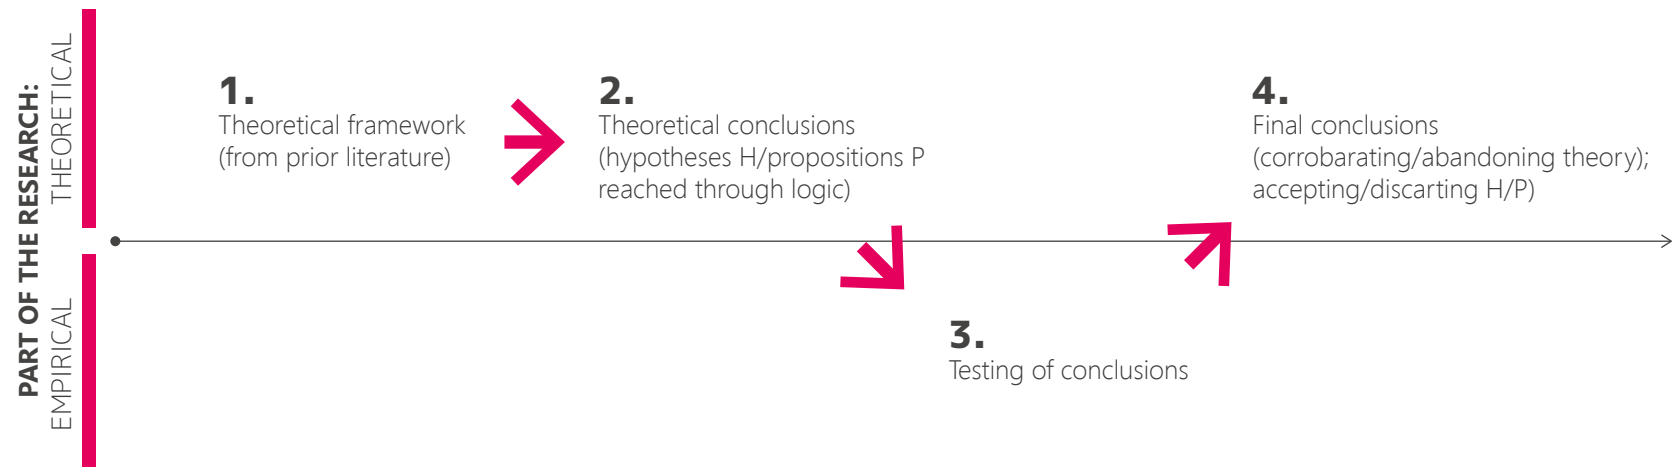 PART OF THE RESEARCH:
THEORETICAL
EMPIRICAL
1.
Theoretical framework
(from prior literature)
2.
Theoretical conclusions
(hypotheses H/propositions P
reached through logic)
3.
Testing of conclusions
4.
Final conclusions
(corrobarating/abandoning theory);
accepting/discarting H/P)